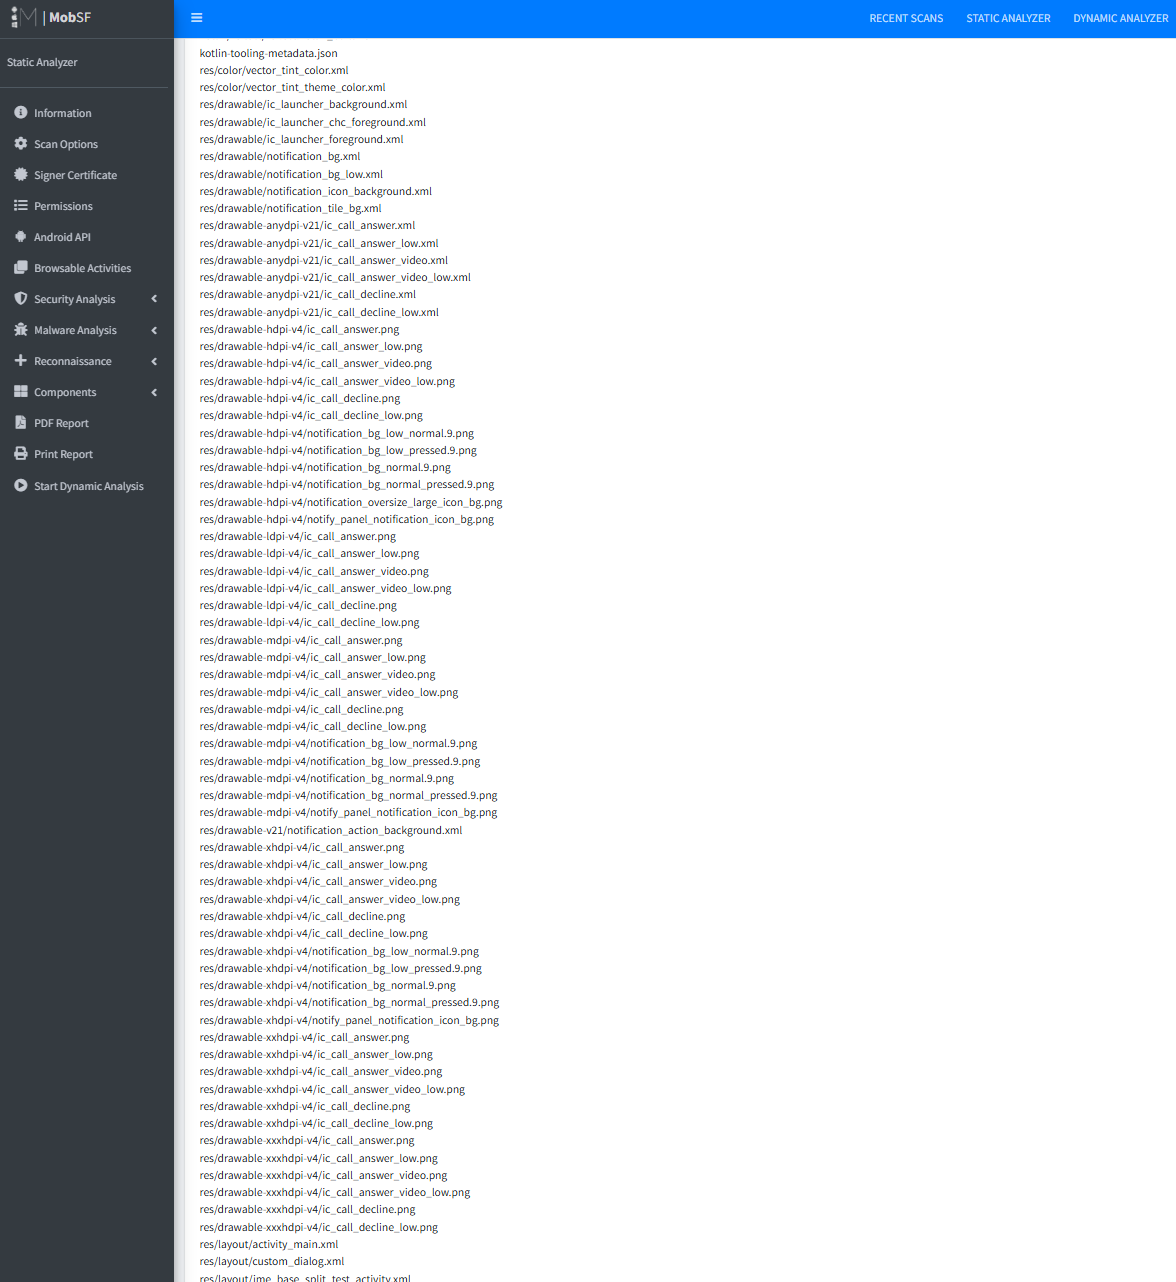 M | MobSF
RECENT SCANS STATIC ANALYZER DYNAMIC ANALYZER
Static Analyzer
Information
Scan Options
Signer Certificate
Permissions
Android API
Browsable Activities
Security Analysis
Malware Analysis
Reconnaissance
Components
PDF Report
Print Report
Start Dynamic Analysis
kotlin-tooling-metadata.json
res/color/vector_tint_color.xml
res/color/vector_tint_theme_color.xml
res/drawable/ic_launcher_background.xml
res/drawable/ic_launcher_chc_foreground.xml
res/drawable/ic_launcher_foreground.xml
res/drawable/notification_bg.xml
res/drawable/notification_bg_low.xml
res/drawable/notification_icon_background.xml
res/drawable/notification_tile_bg.xml
res/drawable-anydpi-v21/ic_call_answer.xml
res/drawable-anydpi-v21/ic_call_answer_low.xml
res/drawable-anydpi-v21/ic_call_answer_video.xml
res/drawable-anydpi-v21/ic_call_answer_video_low.xml
res/drawable-anydpi-v21/ic_call_decline.xml
res/drawable-anydpi-v21/ic_call_decline_low.xml
res/drawable-hdpi-v4/ic_call_answer.png
res/drawable-hdpi-v4/ic_call_answer_low.png
res/drawable-hdpi-v4/ic_call_answer_video.png
res/drawable-hdpi-v4/ic_call_answer_video_low.png
res/drawable-hdpi-v4/ic_call_decline.png
res/drawable-hdpi-v4/ic_call_decline_low.png
res/drawable-hdpi-v4/notification_bg_low_normal.9.png
res/drawable-hdpi-v4/notification_bg_low_pressed.9.png
res/drawable-hdpi-v4/notification_bg_normal.9.png
res/drawable-hdpi-v4/notification_bg_normal_pressed.9.png
res/drawable-hdpi-v4/notification_oversize_large_icon_bg.png
res/drawable-hdpi-v4/notify_panel_notification_icon_bg.png
res/drawable-ldpi-v4/ic_call_answer.png
res/drawable-ldpi-v4/ic_call_answer_low.png
res/drawable-ldpi-v4/ic_call_answer_video.png
res/drawable-ldpi-v4/ic_call_answer_video_low.png
res/drawable-ldpi-v4/ic_call_decline.png
res/drawable-ldpi-v4/ic_call_decline_low.png
res/drawable-mdpi-v4/ic_call_answer.png
res/drawable-mdpi-v4/ic_call_answer_low.png
res/drawable-mdpi-v4/ic_call_answer_video.png
res/drawable-mdpi-v4/ic_call_answer_video_low.png
res/drawable-mdpi-v4/ic_call_decline.png
res/drawable-mdpi-v4/ic_call_decline_low.png
res/drawable-mdpi-v4/notification_bg_low_normal.9.png
res/drawable-mdpi-v4/notification_bg_low_pressed.9.png
res/drawable-mdpi-v4/notification_bg_normal.9.png
res/drawable-mdpi-v4/notification_bg_normal_pressed.9.png
res/drawable-mdpi-v4/notify_panel_notification_icon_bg.png
res/drawable-v21/notification_action_background.xml
res/drawable-xhdpi-v4/ic_call_answer.png
res/drawable-xhdpi-v4/ic_call_answer_low.png
res/drawable-xhdpi-v4/ic_call_answer_video.png
res/drawable-xhdpi-v4/ic_call_answer_video_low.png
res/drawable-xhdpi-v4/ic_call_decline.png
res/drawable-xhdpi-v4/ic_call_decline_low.png
res/drawable-xhdpi-v4/notification_bg_low_normal.9.png
res/drawable-xhdpi-v4/notification_bg_low_pressed.9.png
res/drawable-xhdpi-v4/notification_bg_normal.9.png
res/drawable-xhdpi-v4/notification_bg_normal_pressed.9.png
res/drawable-xhdpi-v4/notify_panel_notification_icon_bg.png
res/drawable-xxhdpi-v4/ic_call_answer.png
res/drawable-xxhdpi-v4/ic_call_answer_low.png
res/drawable-xxhdpi-v4/ic_call_answer_video.png
res/drawable-xxhdpi-v4/ic_call_answer_video_low.png
res/drawable-xxhdpi-v4/ic_call_decline.png
res/drawable-xxhdpi-v4/ic_call_decline_low.png
res/drawable-xxxhdpi-v4/ic_call_answer.png
res/drawable-xxxhdpi-v4/ic_call_answer_low.png
res/drawable-xxxhdpi-v4/ic_call_answer_video.png
res/drawable-xxxhdpi-v4/ic_call_answer_video_low.png
res/drawable-xxxhdpi-v4/ic_call_decline.png
res/drawable-xxxhdpi-v4/ic_call_decline_low.png
res/layout/activity_main.xml
res/layout/custom_dialog.xml
res/layout/ime_base_split_test_activity.xml